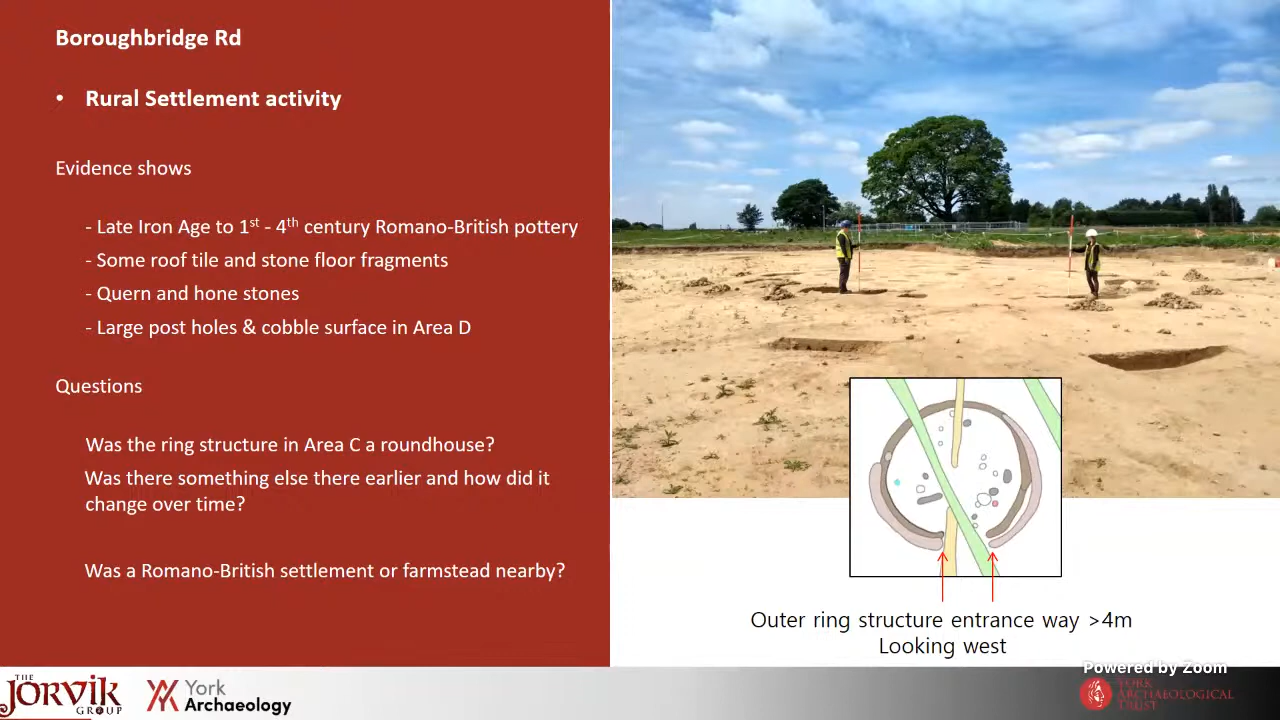 Boroughbridge Rd
• Rural Settlement activity
Evidence shows
- Late Iron Age to 1st - 4th century Romano-British pottery
- Some roof tile and stone floor fragments
- Quern and hone stones
- Large post holes & cobble surface in Area D
Questions
Was the ring structure in Area C a roundhouse?
Was there something else there earlier and how did it
change over time?
Was a Romano-British settlement or farmstead nearby?
Outer ring structure entrance way >4m
Looking west
Powered by Zoom
THE
JORVIK
GROUP
York
Archaeology
YORK
ARCHAEOLOGICAL
TRUST